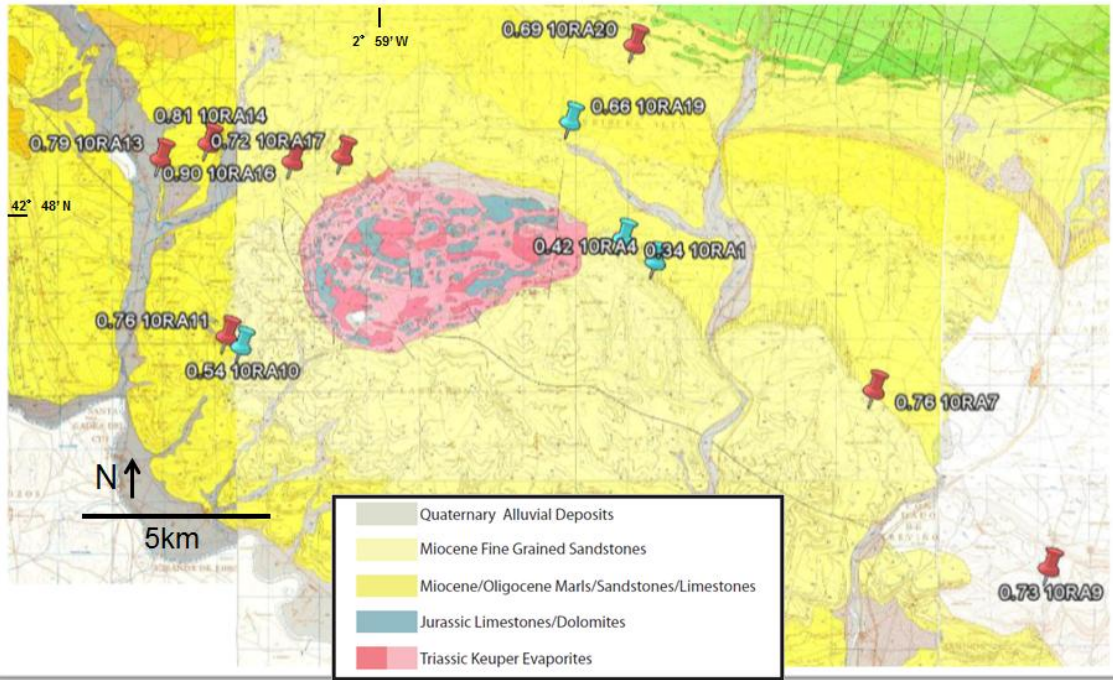 0.69 10RA20
2° 59' W
0.66 10RA19
0.81 10RA14
0.79 10RA13
0.72 10RA17
0.90 10RA16
42° 48' N
0.42 10RA4
0.34 10RA1
0.76 10RA11
0.54 10RA10
0.76 10RA7
N
5km
0.73 10RA9
Quaternary Alluvial Deposits
Miocene Fine Grained Sandstones
Miocene/Oligocene Marls/Sandstones/Limestones
Jurassic Limestones/Dolomites
Triassic Keuper Evaporites